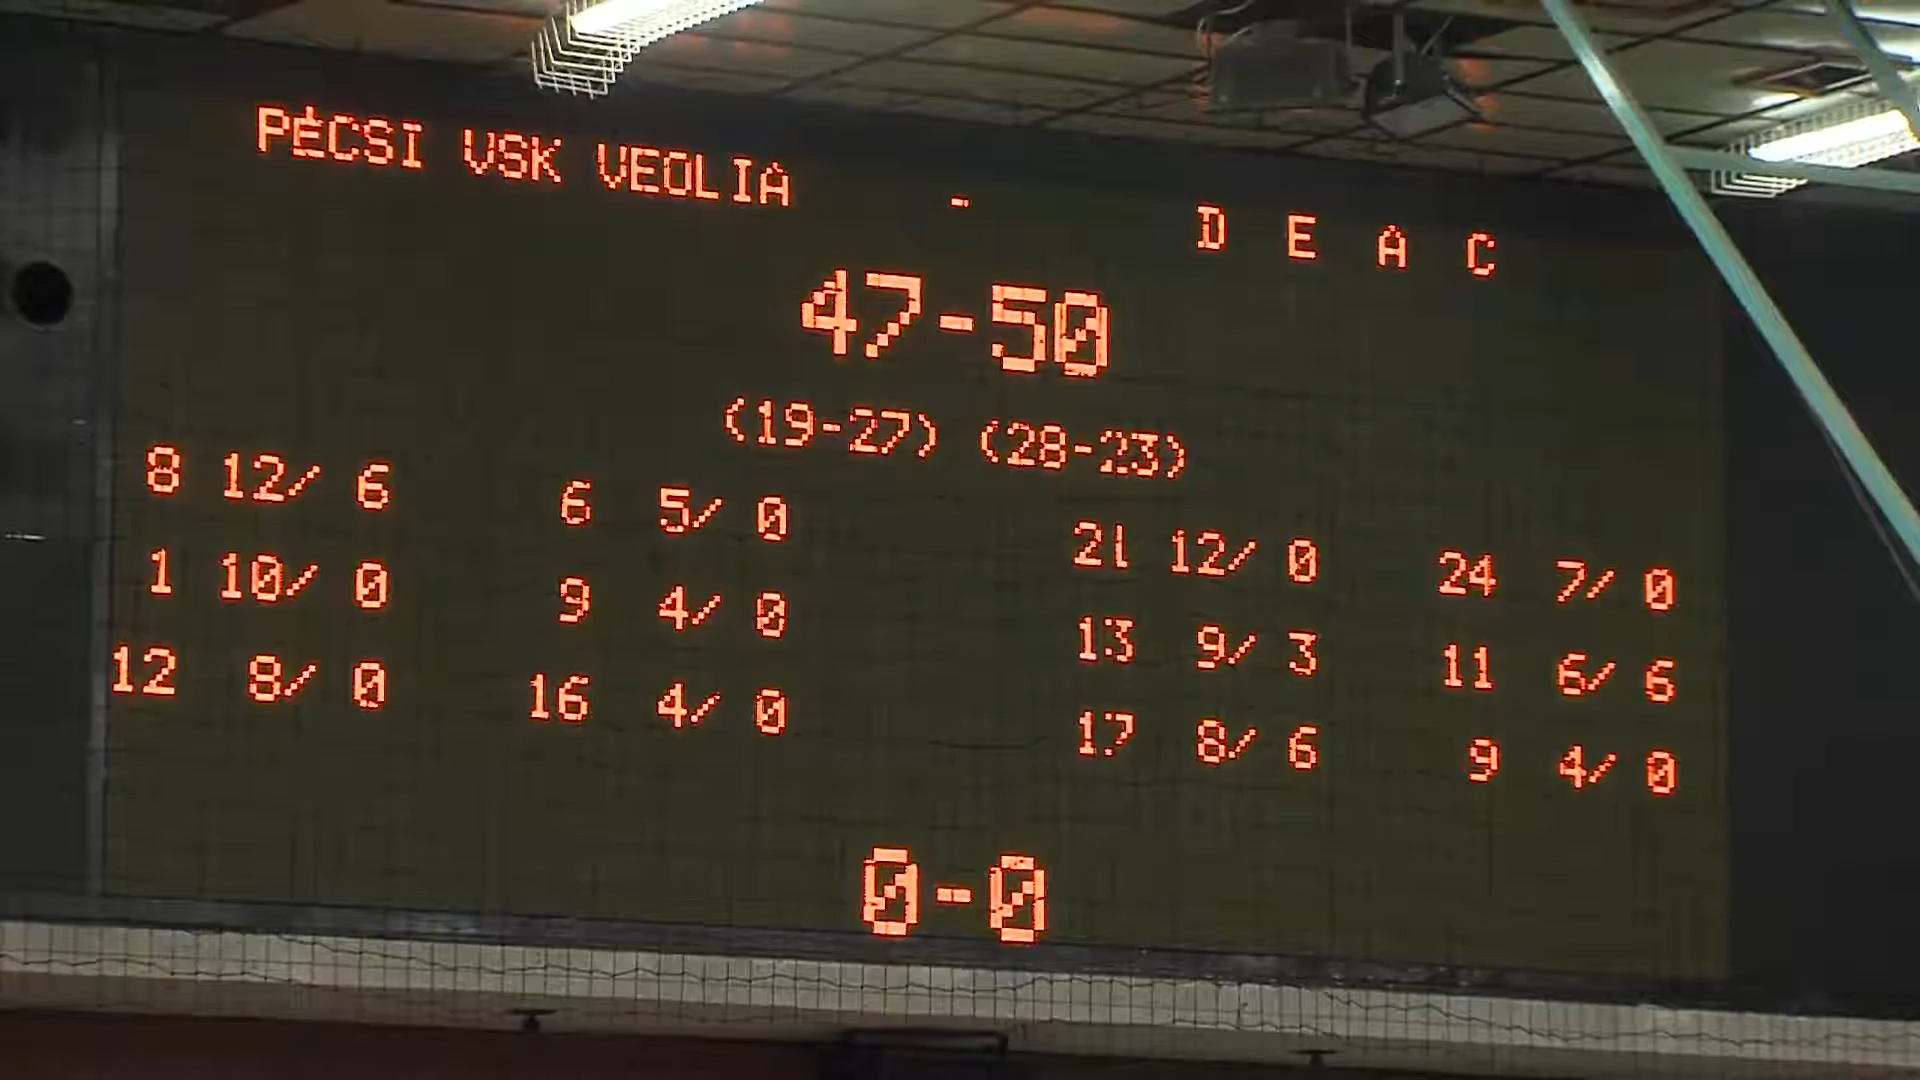 PÉCSI VSK VEOLIA - D E A C
47-50
(19-27) (28-23)
8 12/ 6 6 5/ 0 21 12/ 0 24 7/ 0
1 10/ 0 9 4/ 0 13 9/ 3 11 6/ 6
12 8/ 0 16 4/ 0 17 8/ 6 9 4/ 0
0-0